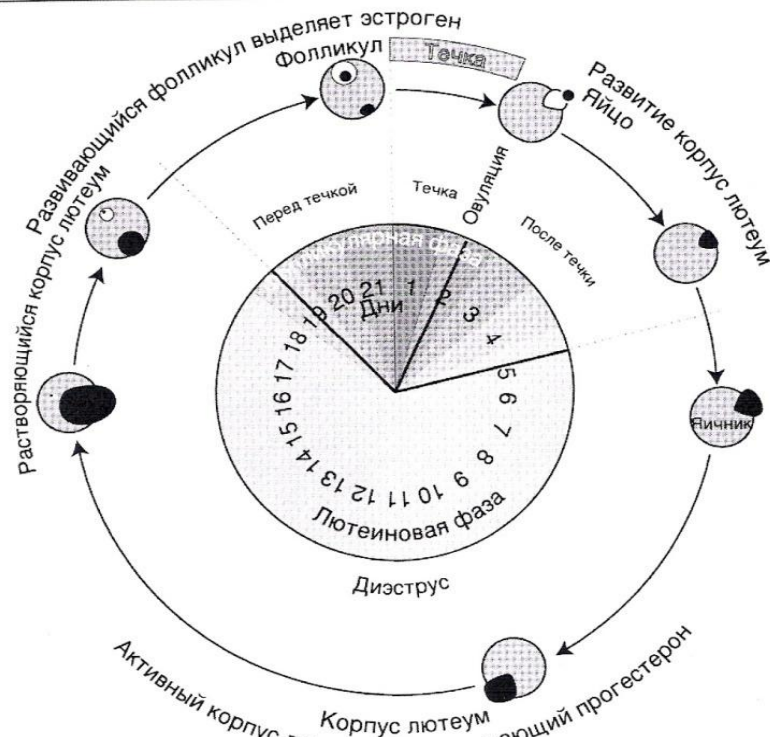 Развивающийся фолликул выделяет эстроген
Фолликул
Течка
Развитие корпус лютеум
Яйцо
Растворяющийся корпус лютеум
Перед течкой
Течка
Овуляция
После течки
фаза
Дни
1 2 3 4 5 6 7 8 9 10 11 12 13 14 15 16 17 18 19 20 21
Яичник
Лютеиновая фаза
Диэструс
Корпус лютеум
Активный корпус
прогестерон